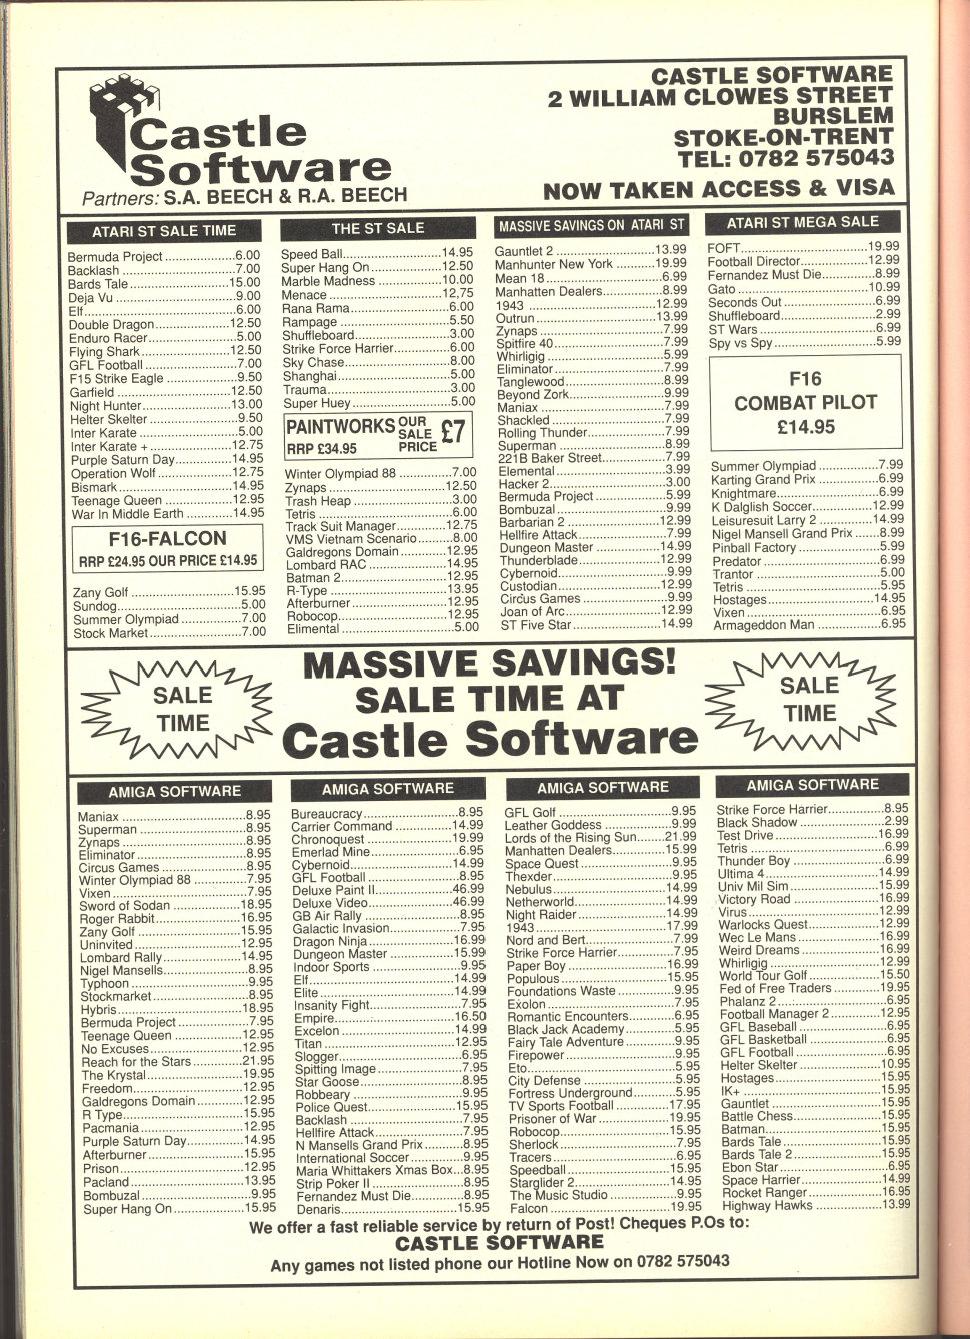 Castle
Software
Partners: S.A. BEECH & R.A. BEECH
CASTLE SOFTWARE
2 WILLIAM CLOWES STREET
BURSLEM
STOKE-ON-TRENT
TEL: 0782 575043
NOW TAKEN ACCESS & VISA
ATARI ST SALE TIME
Bermuda Project 6.00
Backlash 7.00
Bards Tale 15.00
Deja Vu 9.00
Elf 6.00
Double Dragon 12.50
Enduro Racer 5.00
Flying Shark 12.50
GFL Football 7.00
F15 Strike Eagle 9.50
Garfield 12.50
Night Hunter 13.00
Helter Skelter 9.50
Inter Karate 5.00
Inter Karate + 12.75
Purple Saturn Day 14.95
Operation Wolf 12.75
Bismark 14.95
Teenage Queen 12.95
War In Middle Earth 14.95
F16-FALCON
RRP £24.95 OUR PRICE £14.95
Zany Golf 15.95
Sundog 5.00
Summer Olympiad 7.00
Stock Market 7.00
THE ST SALE
Speed Ball 14.95
Super Hang On 12.50
Marble Madness 10.00
Menace 12,75
Rana Rama 6.00
Rampage 5.50
Shuffleboard 3.00
Strike Force Harrier 6.00
Sky Chase 8.00
Shanghai 5.00
Trauma 3.00
Super Huey 5.00
PAINTWORKS OUR SALE PRICE £7
RRP £34.95
Winter Olympiad 88 7.00
Zynaps 12.50
Trash Heap 3.00
Tetris 6.00
Track Suit Manager 12.75
VMS Vietnam Scenario 8.00
Galdregons Domain 12.95
Lombard RAC 14.95
Batman 2 12.95
R-Type 13.95
Afterburner 12.95
Robocop 12.95
Elimental 5.00
MASSIVE SAVINGS ON ATARI ST
Gauntlet 2 13.99
Manhunter New York 19.99
Mean 18 6.99
Manhatten Dealers 8.99
1943 12.99
Outrun 13.99
Zynaps 7.99
Spitfire 40 7.99
Whirligig 5.99
Eliminator 7.99
Tanglewood 8.99
Beyond Zork 9.99
Maniax 7.99
Shackled 7.99
Rolling Thunder 7.99
Superman 8.99
221B Baker Street 7.99
Elemental 3.99
Hacker 2 3.00
Bermuda Project 5.99
Bombuzal 9.99
Barbarian 2 12.99
Hellfire Attack 7.99
Dungeon Master 14.99
Thunderblade 12.99
Cybernoid 9.99
Custodian 12.99
Circus Games 9.99
Joan of Arc 12.99
ST Five Star 14.99
ATARI ST MEGA SALE
FOFT 19.99
Football Director 12.99
Fernandez Must Die 8.99
Gato 10.99
Seconds Out 6.99
Shuffleboard 2.99
ST Wars 6.99
Spy vs Spy 5.99
F16
COMBAT PILOT
£14.95
Summer Olympiad 7.99
Karting Grand Prix 6.99
Knightmare 6.99
K Dalglish Soccer 12.99
Leisuresuit Larry 2 14.99
Nigel Mansell Grand Prix 8.99
Pinball Factory 5.99
Predator 6.99
Trantor 5.00
Tetris 5.95
Hostages 14.95
Vixen 6.95
Armageddon Man 6.95
SALE
TIME
MASSIVE SAVINGS!
SALE TIME AT
Castle Software
SALE
TIME
AMIGA SOFTWARE
Maniax 8.95
Superman 8.95
Zynaps 8.95
Eliminator 8.95
Circus Games 8.95
Winter Olympiad 88 7.95
Vixen 7.95
Sword of Sodan 18.95
Roger Rabbit 16.95
Zany Golf 15.95
Uninvited 12.95
Lombard Rally 14.95
Nigel Mansells 8.95
Typhoon 9.95
Stockmarket 8.95
Hybris 18.95
Bermuda Project 7.95
Teenage Queen 12.95
No Excuses 12.95
Reach for the Stars 21.95
The Krystal 19.95
Freedom 12.95
Galdregons Domain 12.95
R Type 15.95
Pacmania 12.95
Purple Saturn Day 14.95
Afterburner 15.95
Prison 12.95
Pacland 13.95
Bombuzal 9.95
Super Hang On 15.95
AMIGA SOFTWARE
Bureaucracy 8.95
Carrier Command 14.99
Chronoquest 19.99
Emerlad Mine 6.95
Cybernoid 14.99
GFL Football 8.95
Deluxe Paint II 46.99
Deluxe Video 46.99
GB Air Rally 8.95
Galactic Invasion 7.95
Dragon Ninja 16.99
Dungeon Master 15.99
Indoor Sports 9.95
Elf 14.99
Elite 14.99
Insanity Fight 7.95
Empire 16.50
Excelon 14.99
Titan 12.95
Slogger 6.95
Spitting Image 7.95
Star Goose 8.95
Robbeary 9.95
Police Quest 15.95
Backlash 7.95
Hellfire Attack 7.95
N Mansells Grand Prix 8.95
International Soccer 9.95
Maria Whittakers Xmas Box 8.95
Strip Poker II 8.95
Fernandez Must Die 8.95
Denaris 15.95
AMIGA SOFTWARE
GFL Golf 9.95
Leather Goddess 9.99
Lords of the Rising Sun 21.99
Manhatten Dealers 15.99
Space Quest 9.95
Thexder 9.95
Nebulus 14.99
Netherworld 14.99
Night Raider 14.99
1943 17.99
Nord and Bert 7.99
Strike Force Harrier 7.95
Paper Boy 16.99
Populous 15.95
Foundations Waste 9.95
Exolon 7.95
Romantic Encounters 6.95
Black Jack Academy 5.95
Fairy Tale Adventure 9.95
Firepower 9.95
Eto 5.95
City Defense 5.95
Fortress Underground 5.95
TV Sports Football 17.95
Prisoner of War 19.95
Robocop 15.95
Sherlock 7.95
Tracers 6.95
Speedball 15.95
Starglider 2 14.95
The Music Studio 9.95
Falcon 19.95
AMIGA SOFTWARE
Strike Force Harrier 8.95
Black Shadow 2.99
Test Drive 16.99
Tetris 6.99
Thunder Boy 6.99
Ultima 4 14.99
Univ Mil Sim 15.99
Victory Road 16.99
Virus 12.99
Warlocks Quest 12.99
Wec Le Mans 16.99
Weird Dreams 16.99
Whirligig 12.99
World Tour Golf 15.50
Fed of Free Traders 19.95
Phalanz 2 6.95
Football Manager 2 12.95
GFL Baseball 6.95
GFL Basketball 6.95
GFL Football 6.95
Helter Skelter 10.95
Hostages 15.95
IK+ 15.95
Gauntlet 15.95
Battle Chess 15.95
Batman 15.95
Bards Tale 15.95
Bards Tale 2 15.95
Ebon Star 6.95
Space Harrier 14.99
Rocket Ranger 16.95
Highway Hawks 13.99
We offer a fast reliable service by return of Post! Cheques P.Os to:
CASTLE SOFTWARE
Any games not listed phone our Hotline Now on 0782 575043